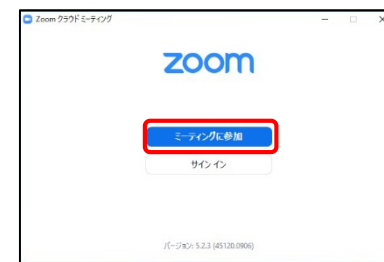 Zoom クラウドミーティング
zoom
ミーティングに参加
サイン イン
バージョン: 5.2.3 (45120.0906)